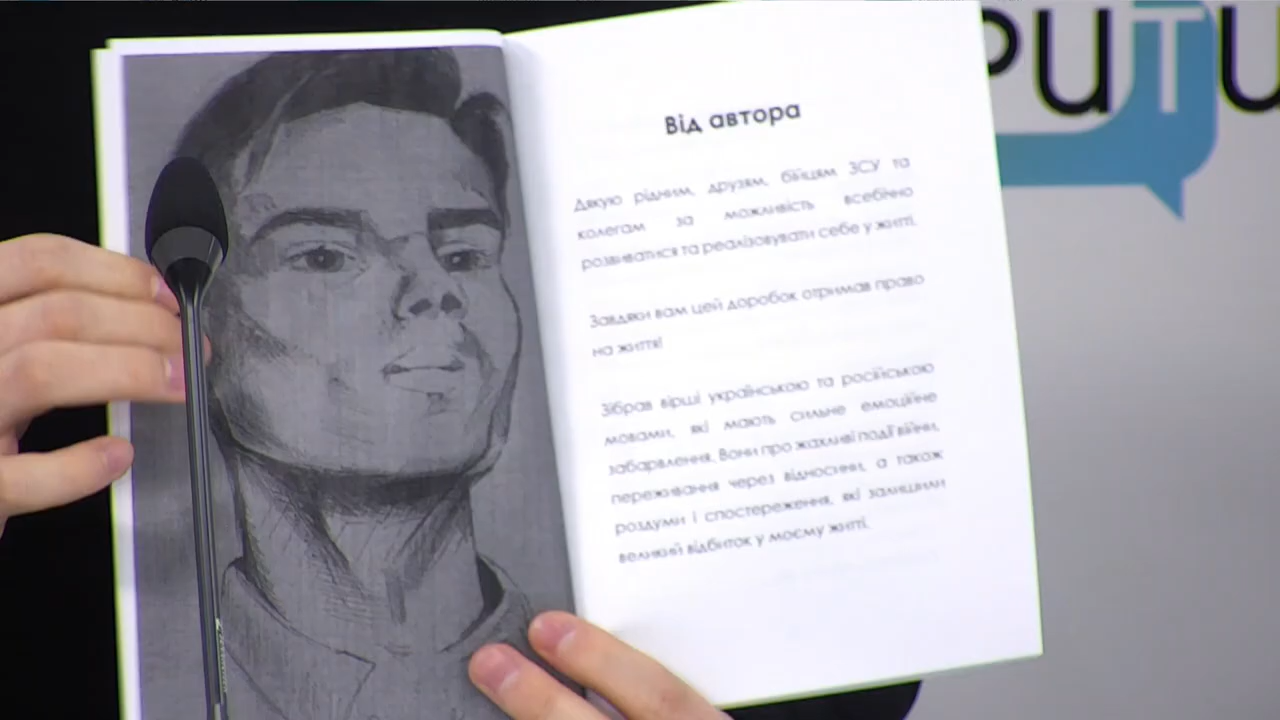 Від автора
Дякую рідним, друзям, бійцям ЗСУ та
колегам за можливість всебічно
розвиватися та реалізовувати себе у житті.
Завдяки вам цей доробок отримав право
на життя!
Зібрав вірші українською та російською
мовами, які мають сильне емоційне
забарвлення. Вони про жахливі події війни,
переживання через відносини, а також
роздуми і спостереження, які залишили
великий відбиток у моєму житті.
PUTU